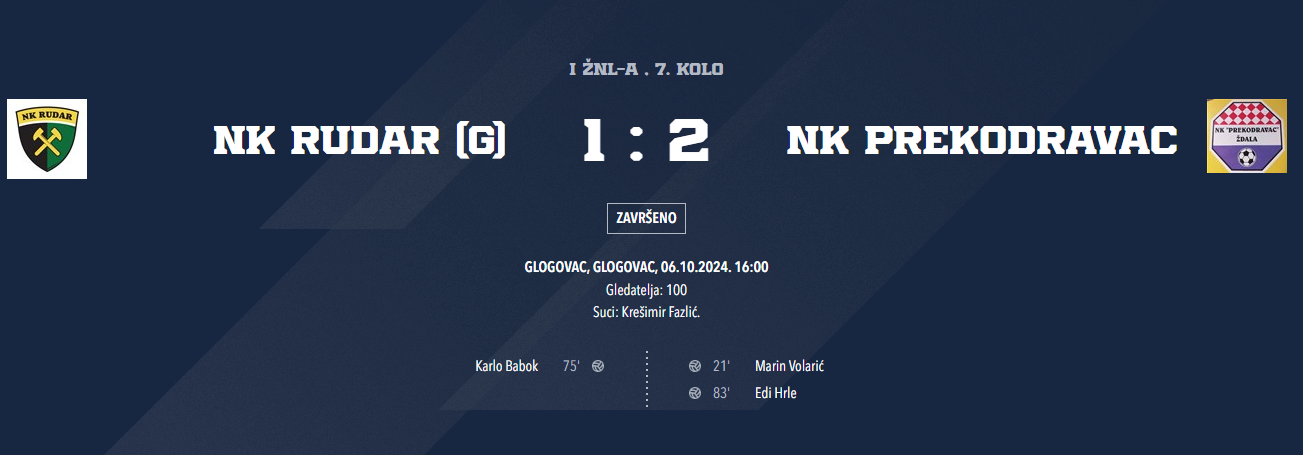 I ŽNL-A . 7. KOLO
NK RUDAR
NK RUDAR (G) 1 : 2 NK PREKODRAVAC
NK "PREKODRAVAC"
ŽDALA
ZAVRŠENO
GLOGOVAC, GLOGOVAC, 06.10.2024. 16:00
Gledatelja: 100
Suci: Krešimir Fazlić.
Karlo Babok 75' 21' Marin Volarić
83' Edi Hrle